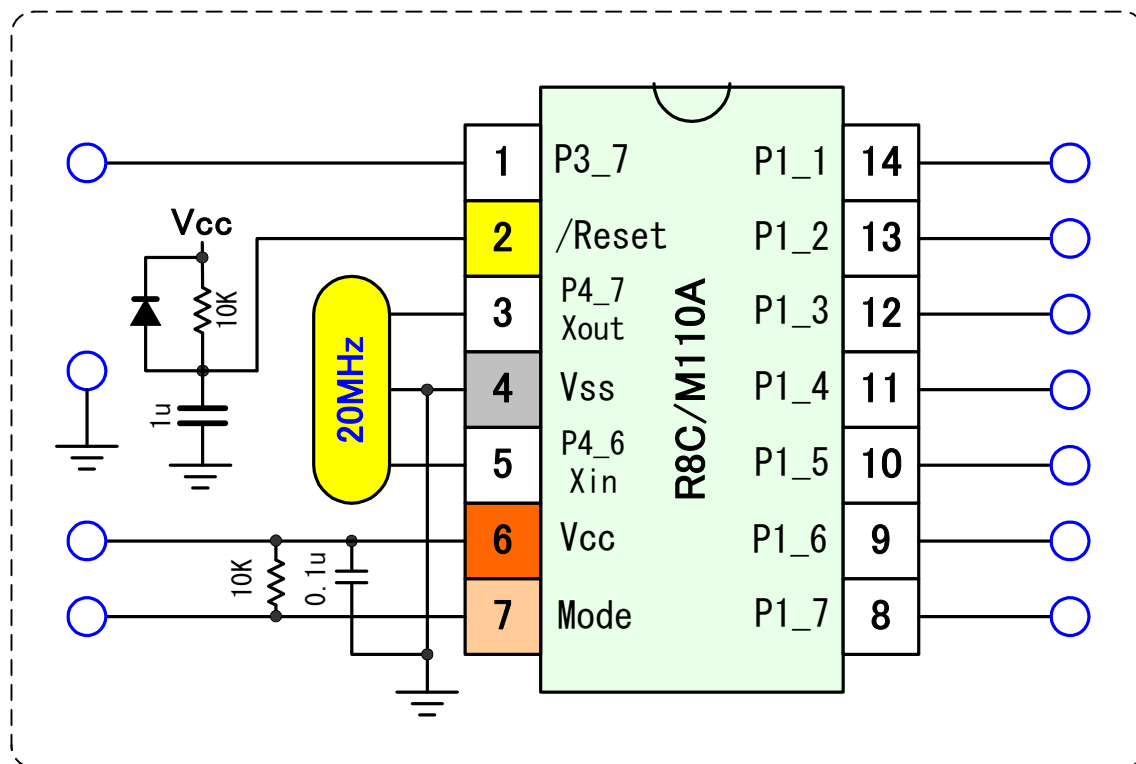 1 P3_7 P1_1 14
Vcc
2 /Reset P1_2 13
10K
3 P4_7 P1_3 12
Xout
20MHz
R8C/M110A
4 Vss P1_4 11
1u
5 P4_6 P1_5 10
Xin
6 Vcc P1_6 9
10K
0.1u
7 Mode P1_7 8